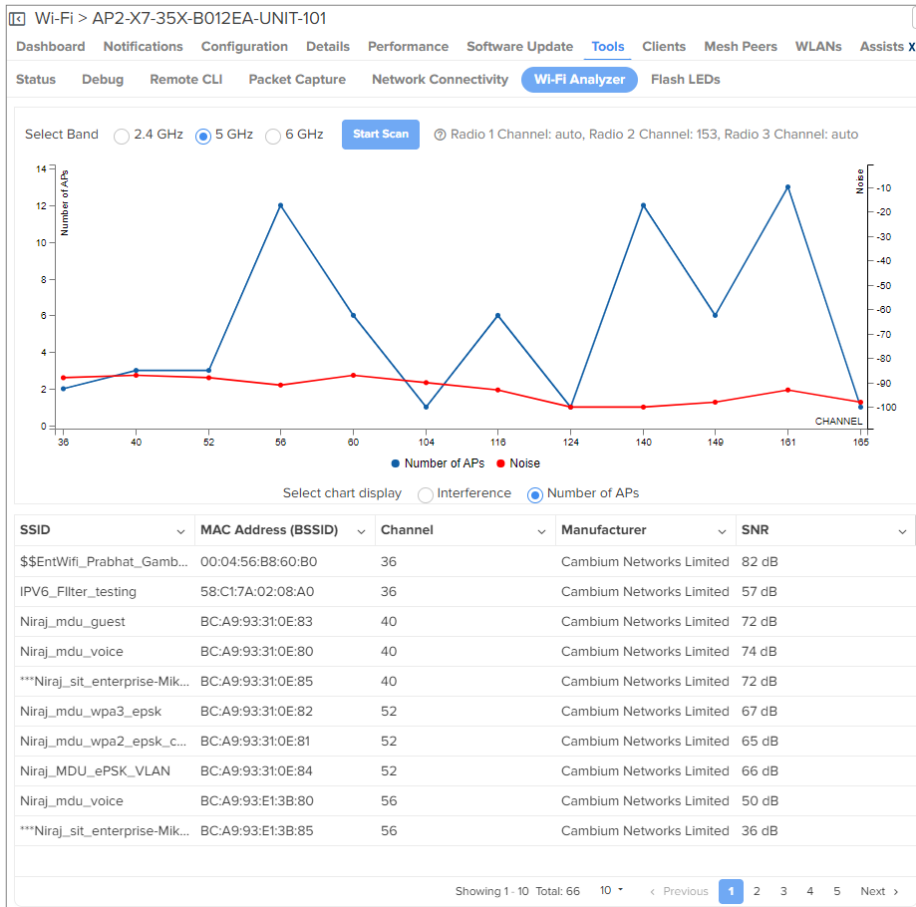 Wi-Fi > AP2-X7-35X-B012EA-UNIT-101
Dashboard Notifications Configuration Details Performance Software Update Tools Clients Mesh Peers WLANs Assists X
Status Debug Remote CLI Packet Capture Network Connectivity Wi-Fi Analyzer Flash LEDs
Select Band 2.4 GHz 5 GHz 6 GHz Start Scan Radio 1 Channel: auto, Radio 2 Channel: 153, Radio 3 Channel: auto
Number of APs
14
12
10
8
6
4
2
0
Noise
-10
-20
-30
-40
-50
-60
-70
-80
-90
-100
CHANNEL
36 40 52 56 60 104 116 124 140 149 161 165
Number of APs Noise
Select chart display Interference Number of APs
SSID MAC Address (BSSID) Channel Manufacturer SNR
$$EntWifi_Prabhat_Gamb... 00:04:56:B8:60:B0 36 Cambium Networks Limited 82 dB
IPV6_FIlter_testing 58:C1:7A:02:08:A0 36 Cambium Networks Limited 57 dB
Niraj_mdu_guest BC:A9:93:31:0E:83 40 Cambium Networks Limited 72 dB
Niraj_mdu_voice BC:A9:93:31:0E:80 40 Cambium Networks Limited 74 dB
***Niraj_sit_enterprise-Mik... BC:A9:93:31:0E:85 40 Cambium Networks Limited 72 dB
Niraj_mdu_wpa3_epsk BC:A9:93:31:0E:82 52 Cambium Networks Limited 67 dB
Niraj_mdu_wpa2_epsk_c... BC:A9:93:31:0E:81 52 Cambium Networks Limited 65 dB
Niraj_MDU_ePSK_VLAN BC:A9:93:31:0E:84 52 Cambium Networks Limited 66 dB
Niraj_mdu_voice BC:A9:93:E1:3B:80 56 Cambium Networks Limited 50 dB
***Niraj_sit_enterprise-Mik... BC:A9:93:E1:3B:85 56 Cambium Networks Limited 36 dB
Showing 1 - 10 Total: 66 10 < Previous 1 2 3 4 5 Next >